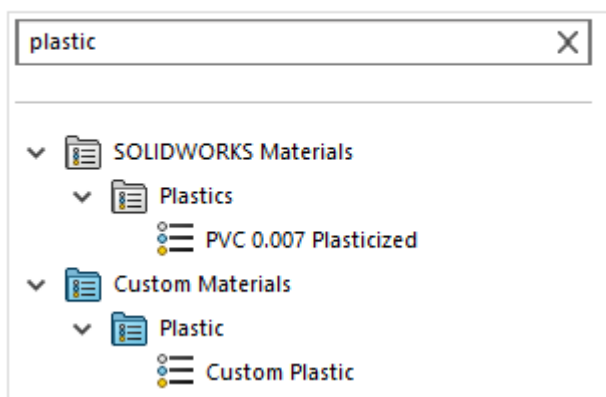 plastic
SOLIDWORKS Materials
Plastics
PVC 0.007 Plasticized
Custom Materials
Plastic
Custom Plastic